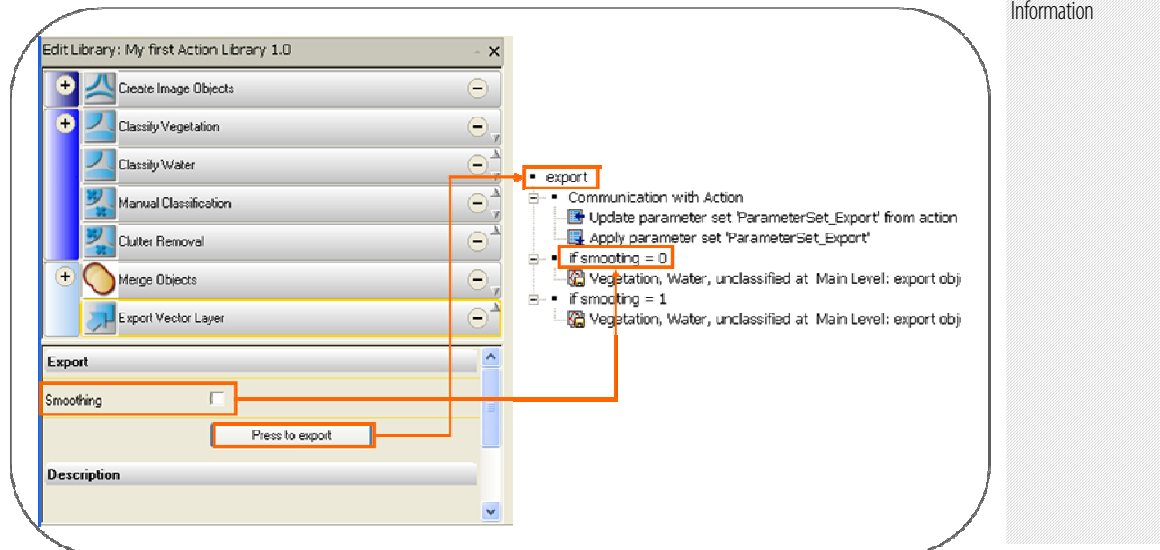 Information
Edit Library: My first Action Library 1.0
Create Image Objects
Classify Vegetation
Classify Water
Manual Classification
Clutter Removal
Merge Objects
Export Vector Layer
Export
Smoothing
Press to export
Description
export
Communication with Action
Update parameter set 'ParameterSet_Export' from action
Apply parameter set 'ParameterSet_Export'
if smooting = 0
Vegetation, Water, unclassified at Main Level: export obj
if smooting = 1
Vegetation, Water, unclassified at Main Level: export obj